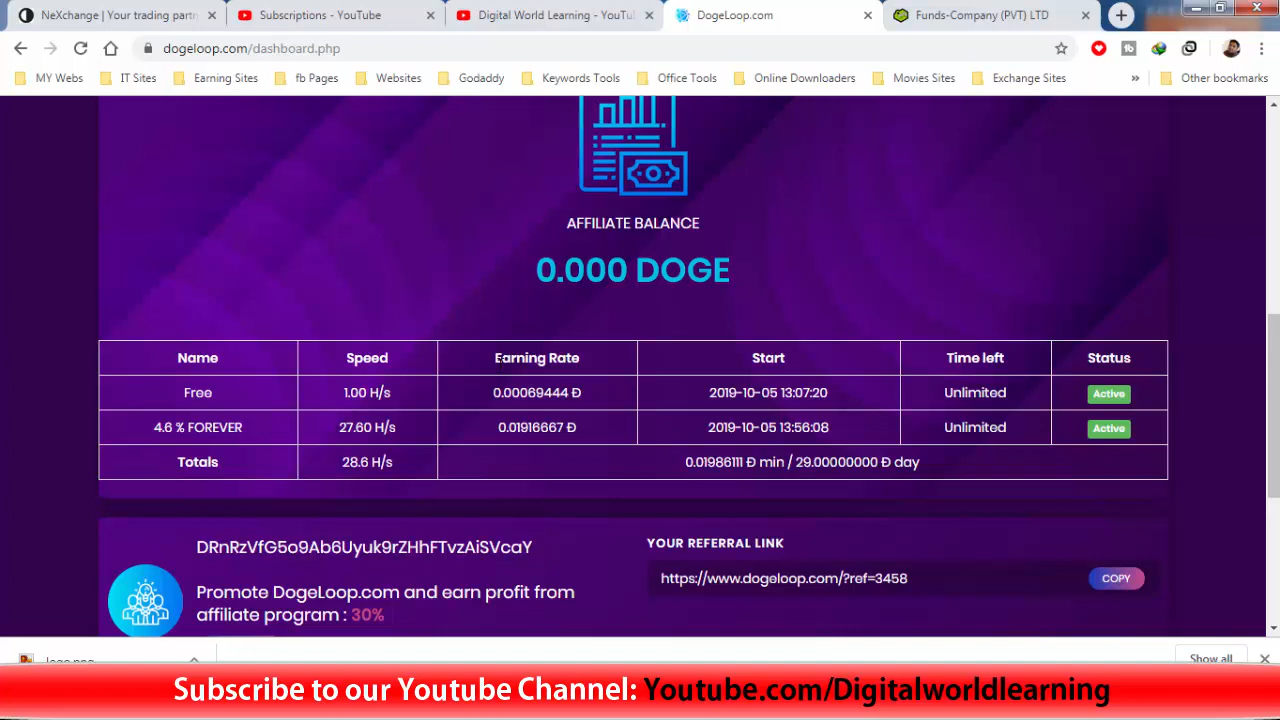 NeXchange | Your trading partn
Subscriptions - YouTube
Digital World Learning - YouTu
DogeLoop.com
Funds-Company (PVT) LTD
dogeloop.com/dashboard.php
MY Webs
IT Sites
Earning Sites
fb Pages
Websites
Godaddy
Keywords Tools
Office Tools
Online Downloaders
Movies Sites
Exchange Sites
»
Other bookmarks
AFFILIATE BALANCE
0.000 DOGE
Name Speed Earning Rate Start Time left Status
Free 1.00 H/s 0.00069444 Đ 2019-10-05 13:07:20 Unlimited Active
4.6 % FOREVER 27.60 H/s 0.01916667 Đ 2019-10-05 13:56:08 Unlimited Active
Totals 28.6 H/s 0.01986111 Đ min / 29.00000000 Đ day
DRnRzVfG5o9Ab6Uyuk9rZHhFTvzAiSVcaY
Promote DogeLoop.com and earn profit from
affiliate program : 30%
YOUR REFERRAL LINK
https://www.dogeloop.com/?ref=3458
COPY
logo.png
Show all
Subscribe to our Youtube Channel: Youtube.com/Digitalworldlearning